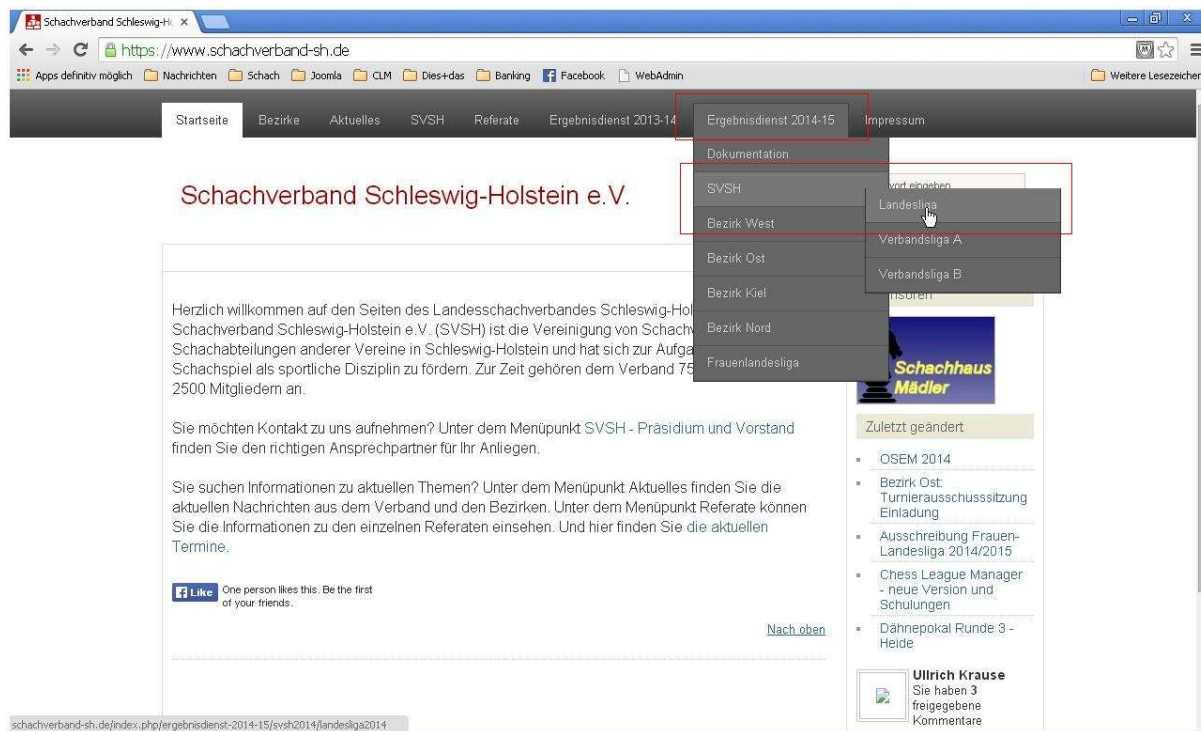 Schachverband Schleswig-H
https://www.schachverband-sh.de
Apps definitiv möglich Nachrichten Schach Joomla CLM Dies+das Banking Facebook WebAdmin Weitere Lesezeichen
Startseite Bezirke Aktuelles SVSH Referate Ergebnisdienst 2013-14 Ergebnisdienst 2014-15 Impressum
Dokumentation
SVSH
Bezirk West
Bezirk Ost
Bezirk Kiel
Bezirk Nord
Frauenlandesliga
Landesliga
Verbandsliga A
Verbandsliga B
Schachverband Schleswig-Holstein e.V.
eingeben
Herzlich willkommen auf den Seiten des Landesschachverbandes Schleswig-Hol
Schachverband Schleswig-Holstein e.V. (SVSH) ist die Vereinigung von Schachv
Schachabteilungen anderer Vereine in Schleswig-Holstein und hat sich zur Aufga
Schachspiel als sportliche Disziplin zu fördern. Zur Zeit gehören dem Verband 75
2500 Mitgliedern an.
Sie möchten Kontakt zu uns aufnehmen? Unter dem Menüpunkt SVSH - Präsidium und Vorstand
finden Sie den richtigen Ansprechpartner für Ihr Anliegen.
Sie suchen Informationen zu aktuellen Themen? Unter dem Menüpunkt Aktuelles finden Sie die
aktuellen Nachrichten aus dem Verband und den Bezirken. Unter dem Menüpunkt Referate können
Sie die Informationen zu den einzelnen Referaten einsehen. Und hier finden Sie die aktuellen
Termine.
Like One person likes this. Be the first
of your friends.
Nach oben
Schachhaus
Mädler
Zuletzt geändert
OSEM 2014
Bezirk Ost:
Turnierausschusssitzung
Einladung
Ausschreibung Frauen-
Landesliga 2014/2015
Chess League Manager
- neue Version und
Schulungen
Dähnepokal Runde 3 -
Heide
Ullrich Krause
Sie haben 3
freigegebene
Kommentare
schachverband-sh.de/index.php/ergebnisdienst-2014-15/svsh2014/landesliga2014